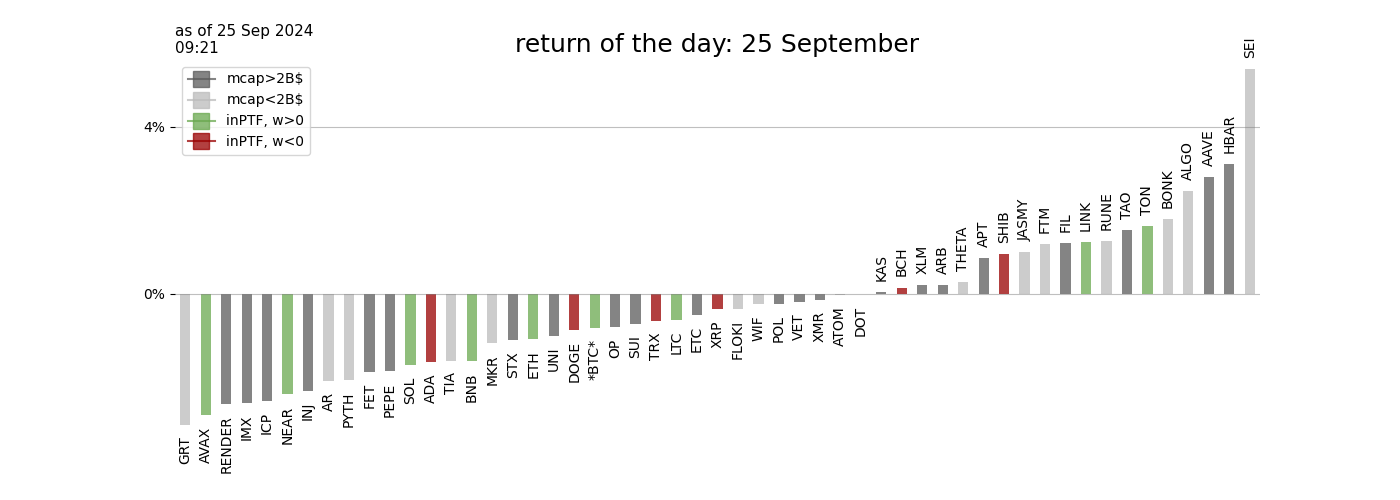 as of 25 Sep 2024
09:21
return of the day: 25 September
mcap>2B$
mcap<2B$
inPTF, w>0
inPTF, w<0
4%
0%
GRT
AVAX
RENDER
IMX
ICP
NEAR
INJ
AR
PYTH
FET
PEPE
SOL
ADA
TIA
BNB
MKR
STX
ETH
UNI
DOGE
*BTC*
OP
SUI
TRX
LTC
ETC
XRP
FLOKI
WIF
POL
VET
XMR
ATOM
DOT
KAS
BCH
XLM
ARB
THETA
APT
SHIB
JASMY
FTM
FIL
LINK
RUNE
TAO
TON
BONK
ALGO
AAVE
HBAR
SEI